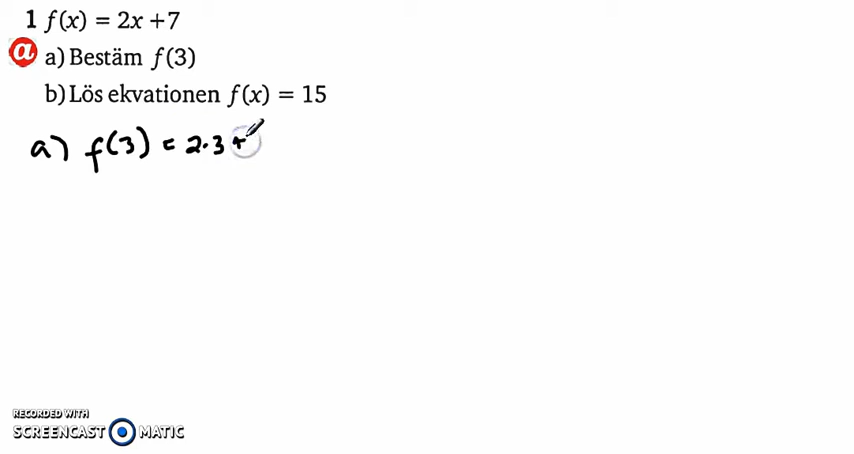 1 f(x) = 2x + 7
a a) Bestäm f(3)
b) Lös ekvationen f(x) = 15
a) f(3) = 2·3 +
RECORDED WITH
SCREENCAST MATIC